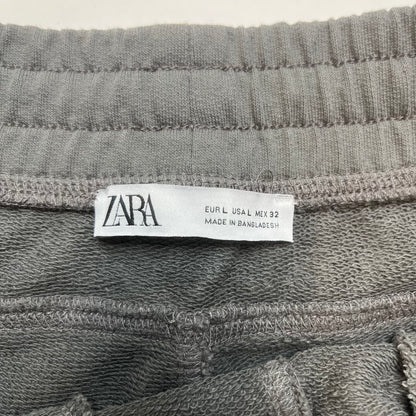 ZARA
EUR L USA L MEX 32
MADE IN BANGLADESH